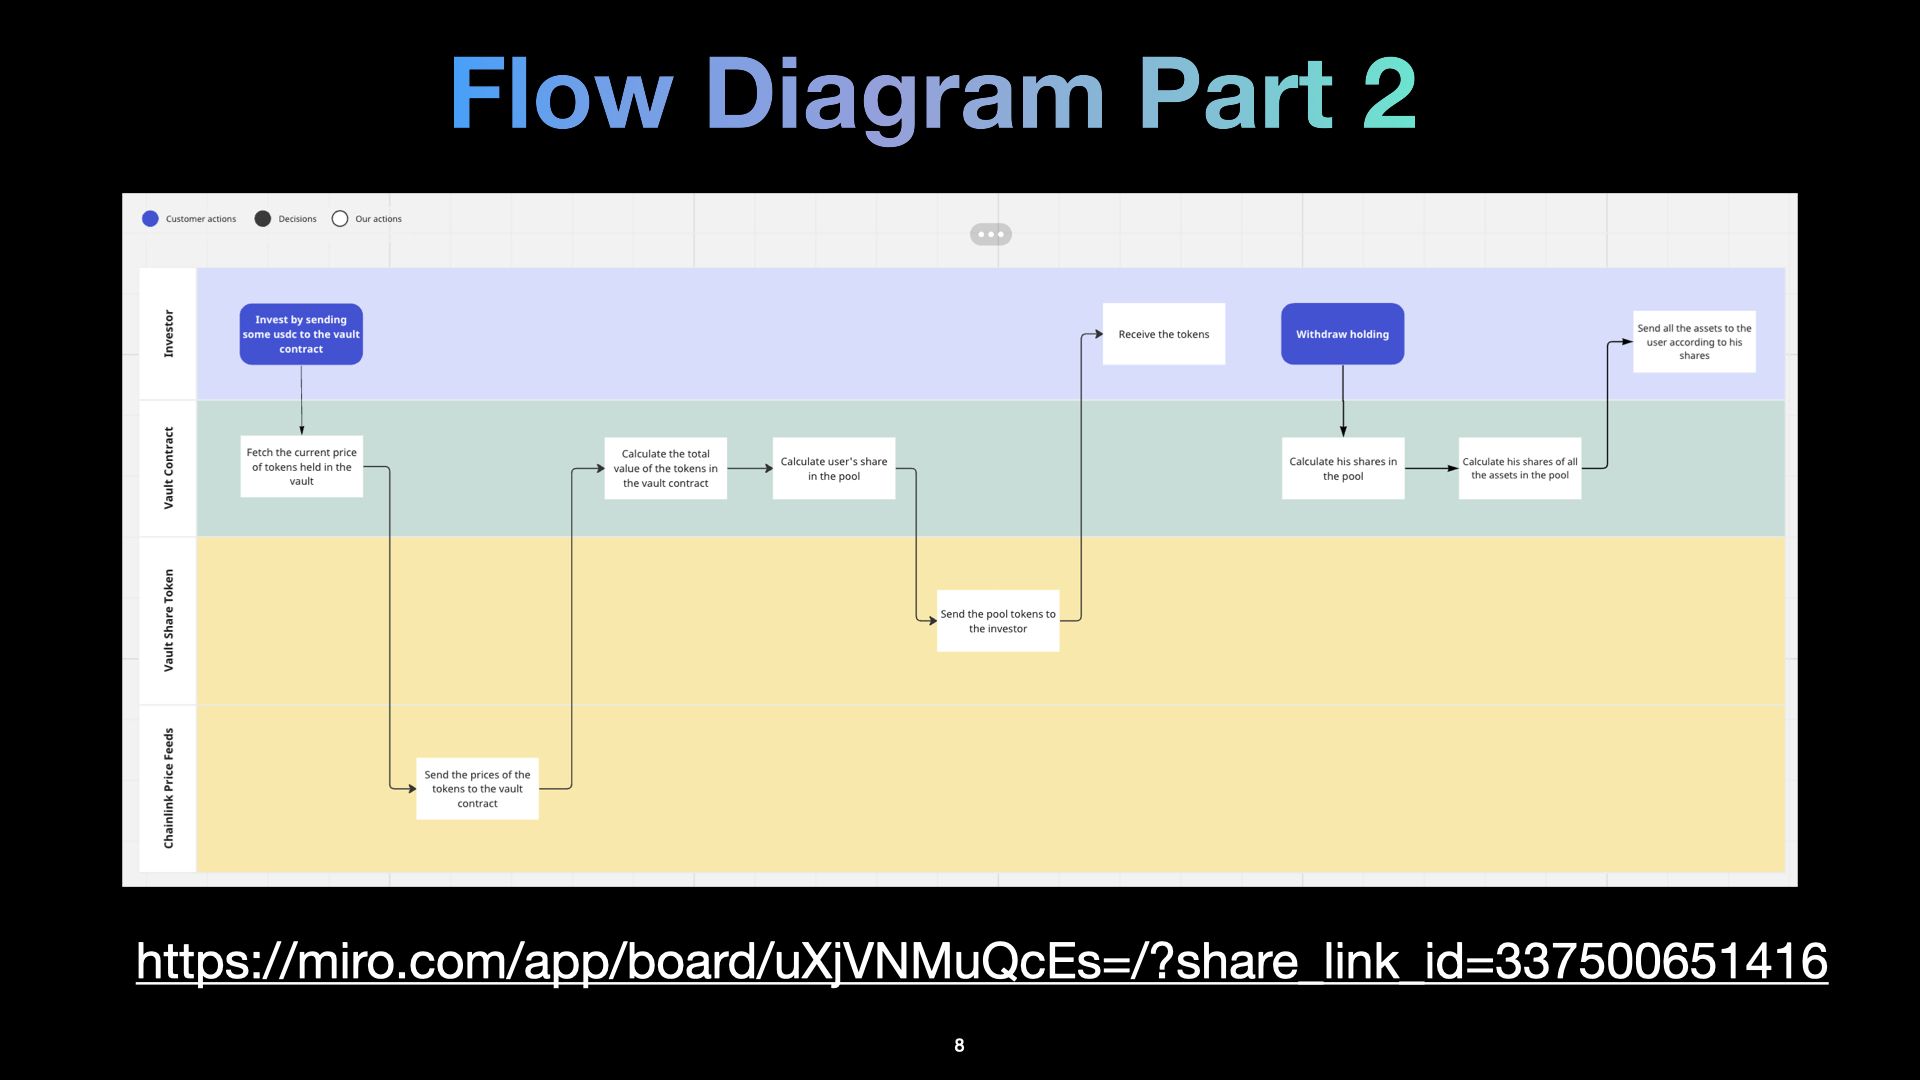 Flow Diagram Part 2
Customer actions
Decisions
Our actions
Investor
Invest by sending
some usdc to the vault
contract
Receive the tokens
Withdraw holding
Send all the assets to the
user according to his
shares
Vault Contract
Fetch the current price
of tokens held in the
vault
Calculate the total
value of the tokens in
the vault contract
Calculate user's share
in the pool
Calculate his shares in
the pool
Calculate his shares of all
the assets in the pool
Vault Share Token
Send the pool tokens to
the investor
Chainlink Price Feeds
Send the prices of the
tokens to the vault
contract
https://miro.com/app/board/uXjVNMuQcEs=/?share_link_id=337500651416
8